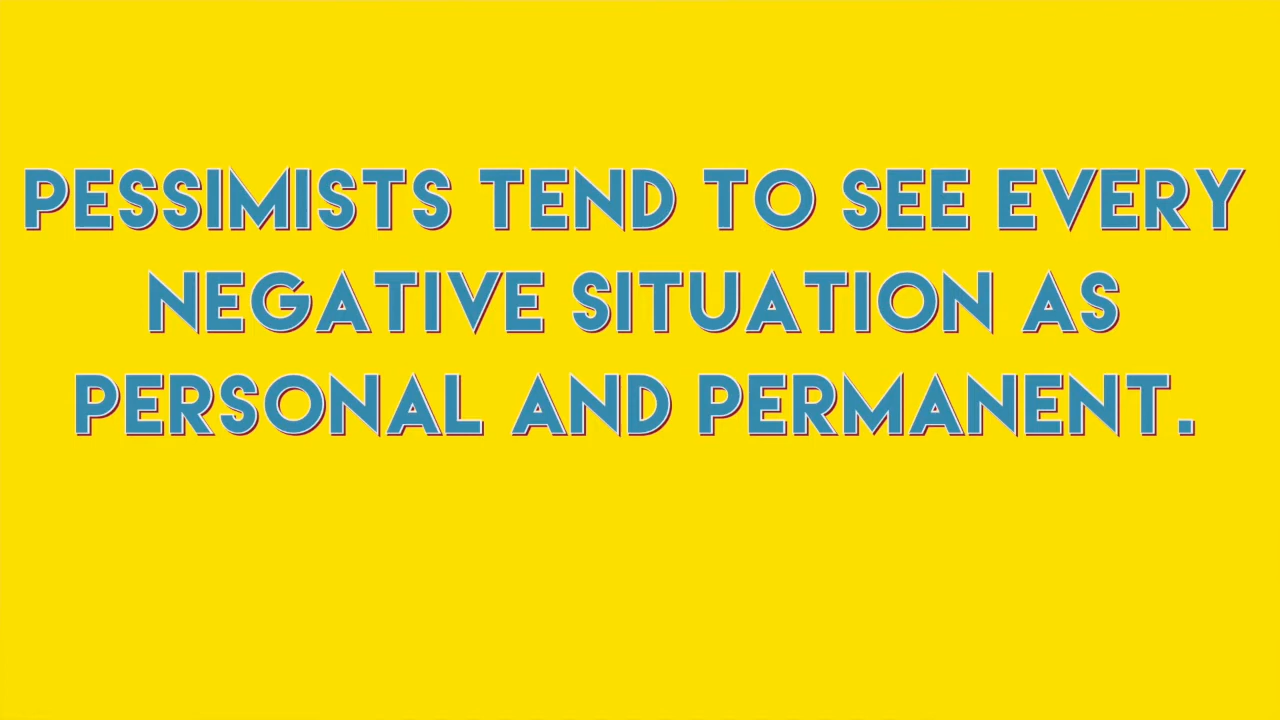 PESSIMISTS TEND TO SEE EVERY
NEGATIVE SITUATION AS
PERSONAL AND PERMANENT.